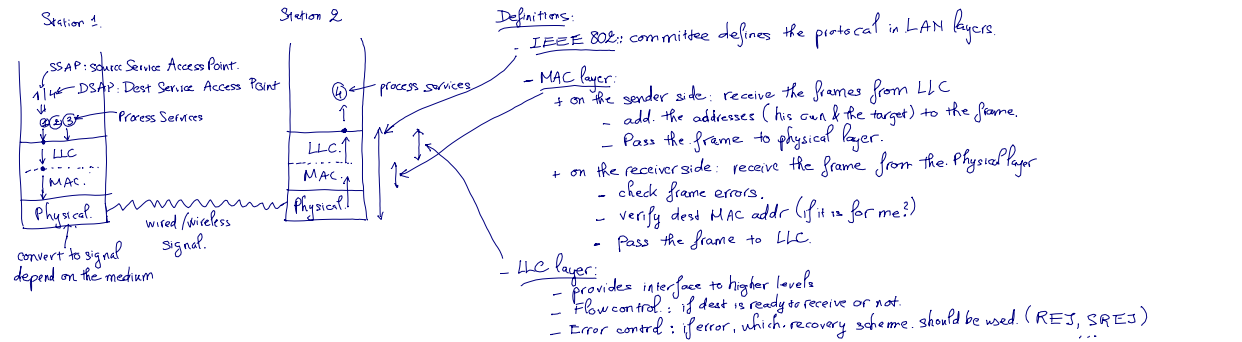 Station 1
SSAP: source Service Access Point.
1/4 DSAP: Dest Service Access Point
① ② ③ Process Services
LLC
MAC.
Physical.
convert to signal
depend on the medium
wired/wireless
signal.
Station 2
④ process services
LLC.
MAC.
Physical.
Definitions:
- IEEE 802: committee defines the protocal in LAN layers.
- MAC layer:
+ on the sender side: receive the frames from LLC
- add. the addresses (his own & the target) to the frame.
- Pass the frame to physical layer.
+ on the receiver side: receive the frame from the Physical layer
- check frame errors.
- verify dest MAC addr (if it is for me?)
- Pass the frame to LLC.
- LLC layer:
- provides interface to higher levels
- Flow control: if dest is ready to receive or not.
- Error control: if error, which recovery scheme should be used. (REJ, SREJ)
...